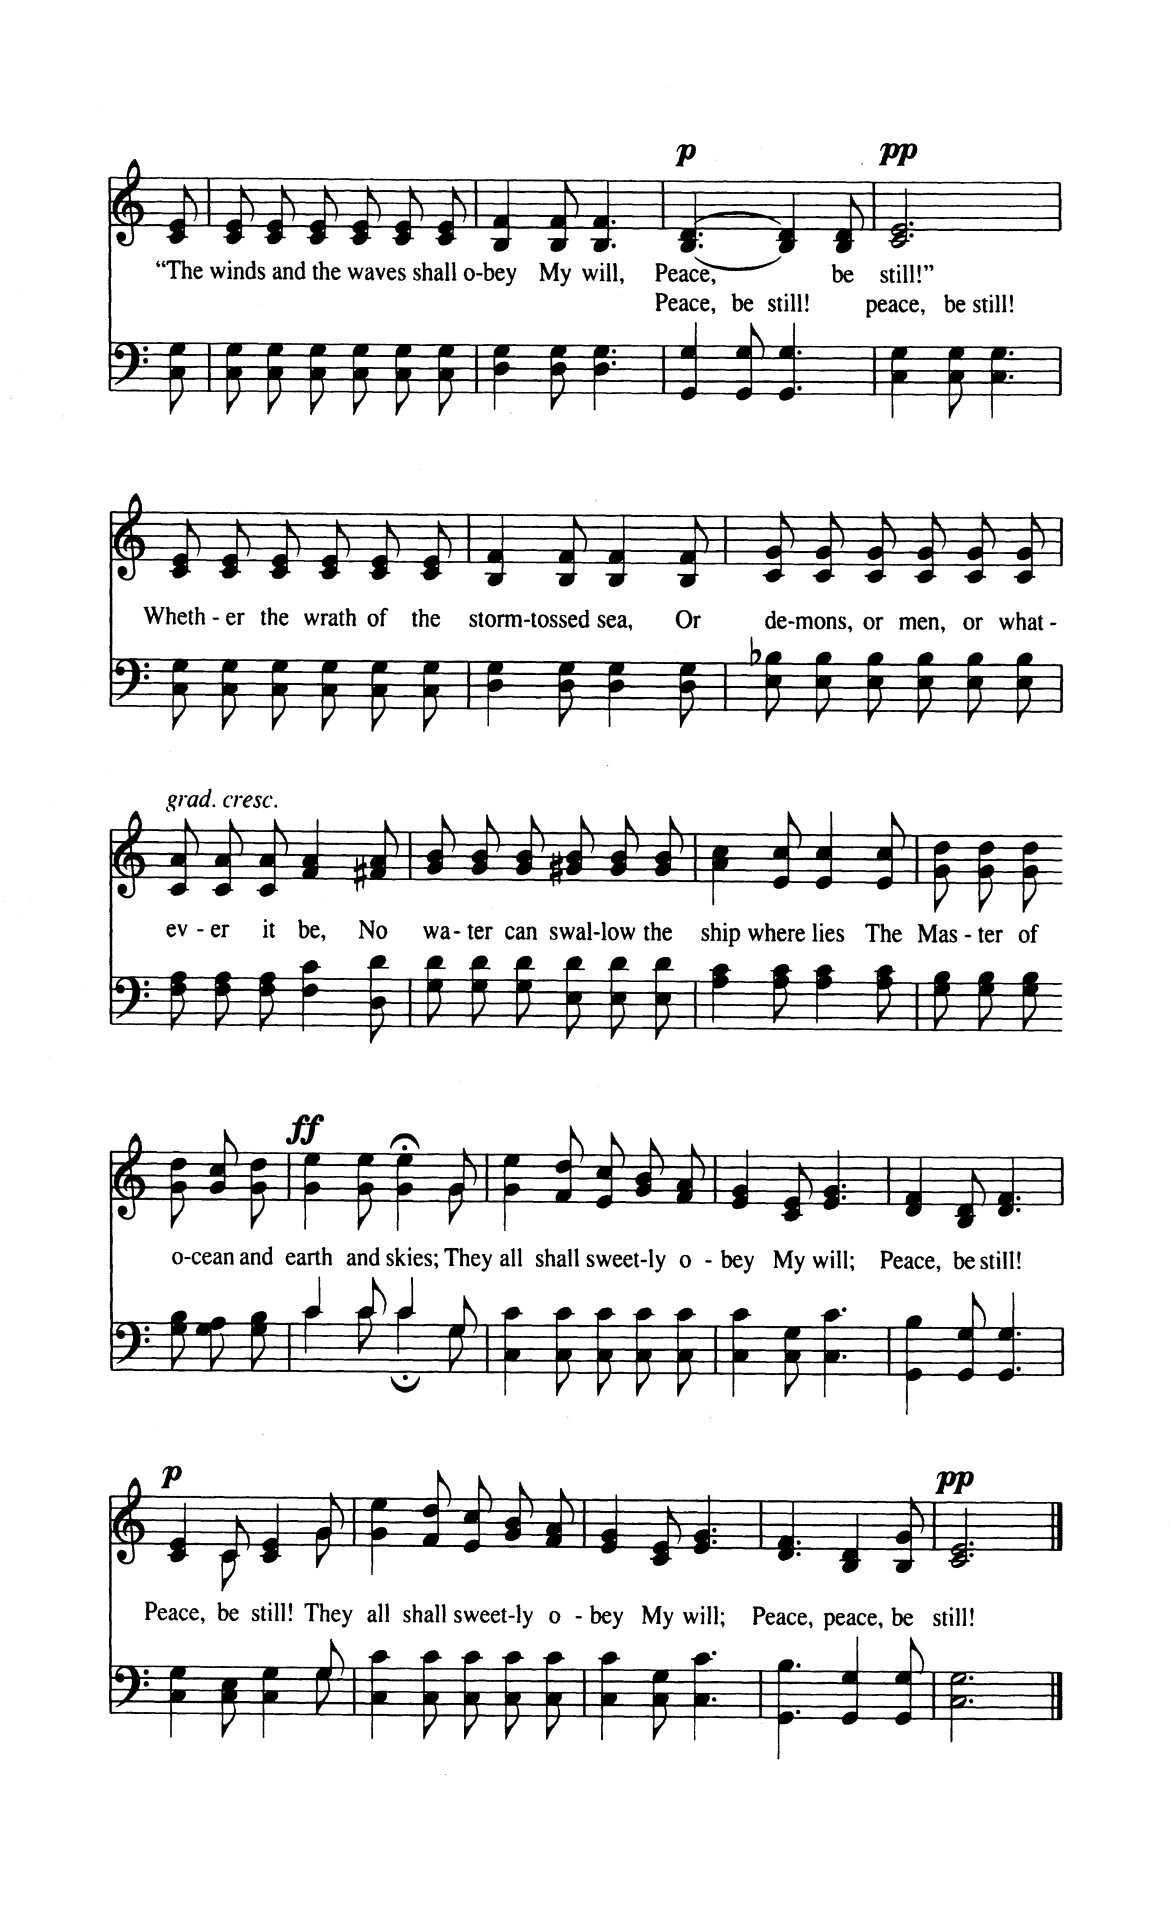 p pp
“The winds and the waves shall o-bey My will, Peace, be still!”
Peace, be still! peace, be still!
Wheth - er the wrath of the storm-tossed sea, Or de-mons, or men, or what -
grad. cresc.
ev - er it be, No wa - ter can swal-low the ship where lies The Mas - ter of
ff
o-cean and earth and skies; They all shall sweet-ly o - bey My will; Peace, be still!
p pp
Peace, be still! They all shall sweet-ly o - bey My will; Peace, peace, be still!